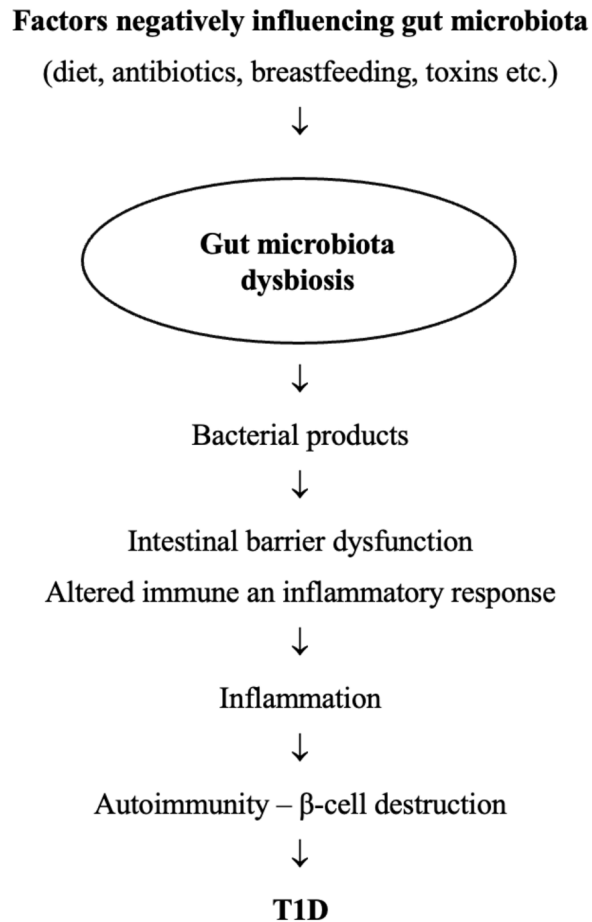 Factors negatively influencing gut microbiota
(diet, antibiotics, breastfeeding, toxins etc.)
↓
Gut microbiota
dysbiosis
↓
Bacterial products
↓
Intestinal barrier dysfunction
Altered immune an inflammatory response
↓
Inflammation
↓
Autoimmunity – β-cell destruction
↓
T1D